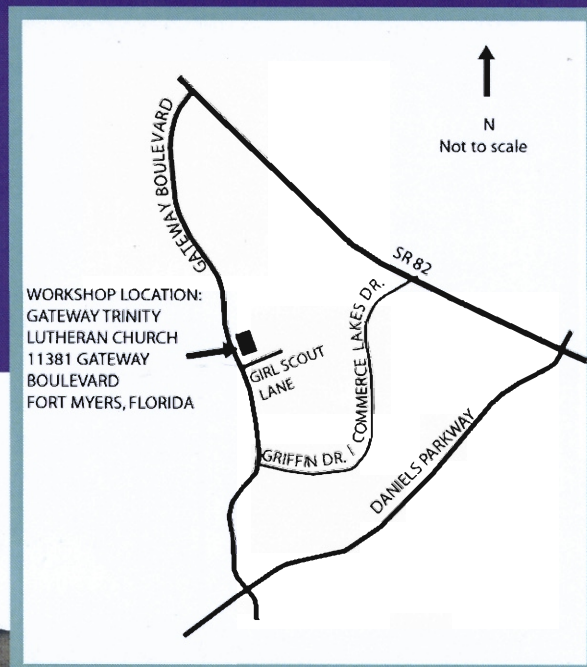 N
Not to scale
GATEWAY BOULEVARD
SR 82
WORKSHOP LOCATION:
GATEWAY TRINITY
LUTHERAN CHURCH
11381 GATEWAY
BOULEVARD
FORT MYERS, FLORIDA
GIRL SCOUT
LANE
GRIFFIN DR. / COMMERCE LAKES DR.
DANIELS PARKWAY